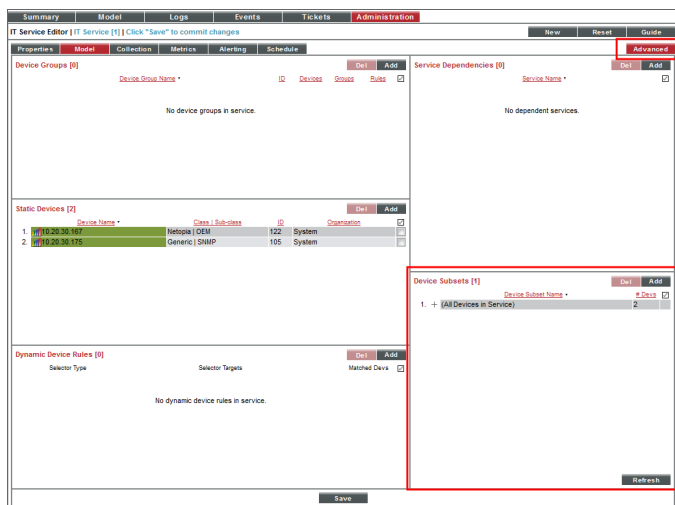 Summary Model Logs Events Tickets Administration
IT Service Editor | IT Service [1] | Click "Save" to commit changes New Reset Guide
Properties Model Collection Metrics Alerting Schedule Advanced
Device Groups [0] Del Add
Device Group Name • ID Devices Groups Rules
No device groups in service.
Service Dependencies [0] Del Add
Service Name •
No dependent services.
Static Devices [2] Del Add
Device Name • Class | Sub-class ID Organization
1. 10.20.30.167 Netopia | OEM 122 System
2. 10.20.30.175 Generic | SNMP 105 System
Device Subsets [1] Del Add
Device Subset Name • # Devs
1. + (All Devices in Service) 2
Dynamic Device Rules [0] Del Add
Selector Type Selector Targets Matched Devs
No dynamic device rules in service.
Refresh
Save